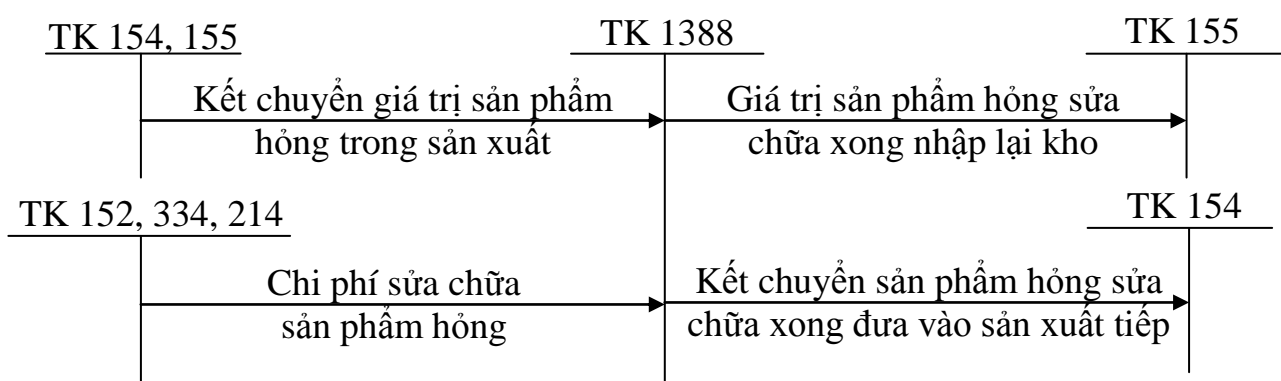 TK 154, 155
TK 1388
TK 155
Kết chuyển giá trị sản phẩm
hỏng trong sản xuất
Giá trị sản phẩm hỏng sửa
chữa xong nhập lại kho
TK 152, 334, 214
TK 154
Chi phí sửa chữa
sản phẩm hỏng
Kết chuyển sản phẩm hỏng sửa
chữa xong đưa vào sản xuất tiếp